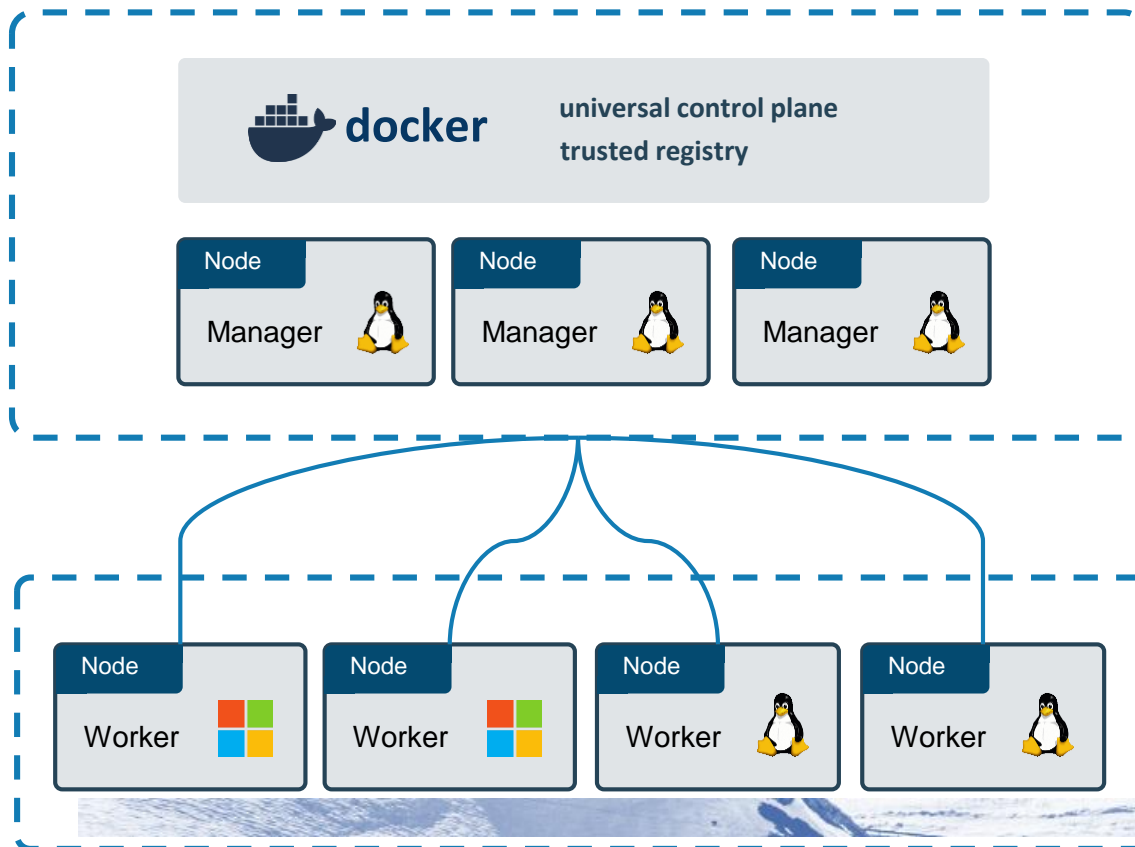 docker
universal control plane
trusted registry
Node
Manager
Node
Manager
Node
Manager
Node
Worker
Node
Worker
Node
Worker
Node
Worker